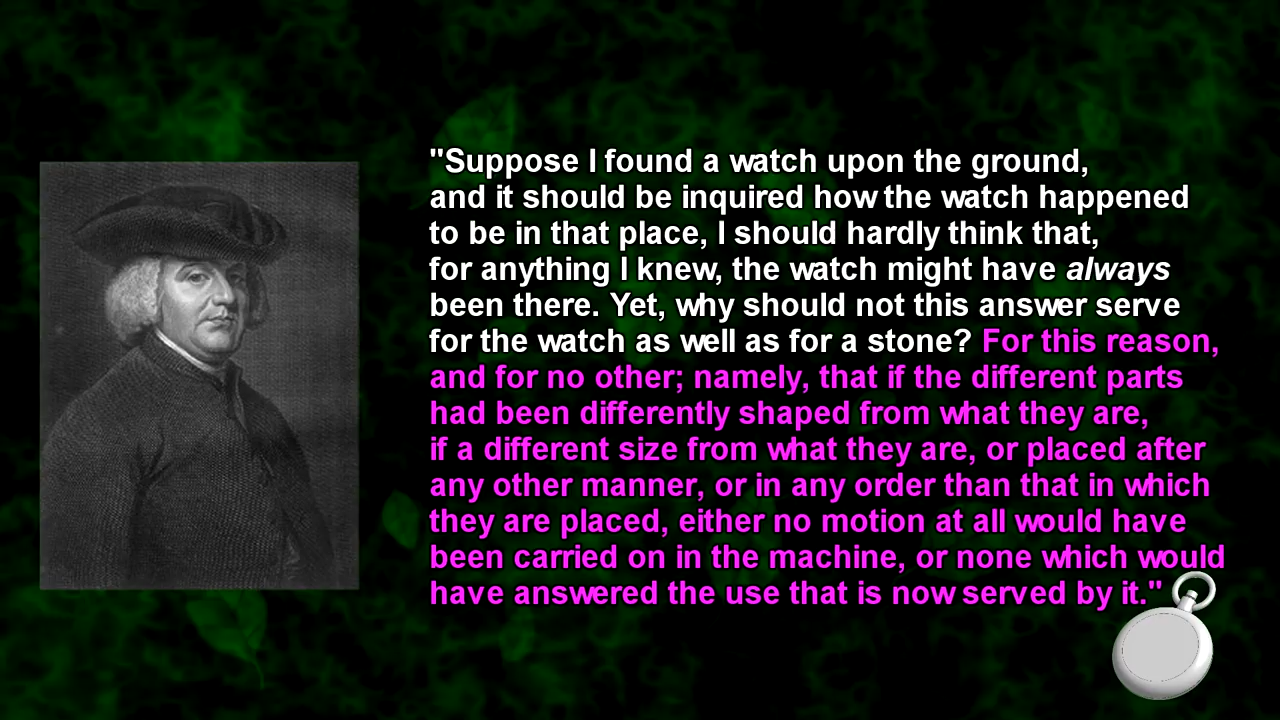 "Suppose I found a watch upon the ground,
and it should be inquired how the watch happened
to be in that place, I should hardly think that,
for anything I knew, the watch might have always
been there. Yet, why should not this answer serve
for the watch as well as for a stone? For this reason,
and for no other; namely, that if the different parts
had been differently shaped from what they are,
if a different size from what they are, or placed after
any other manner, or in any order than that in which
they are placed, either no motion at all would have
been carried on in the machine, or none which would
have answered the use that is now served by it."